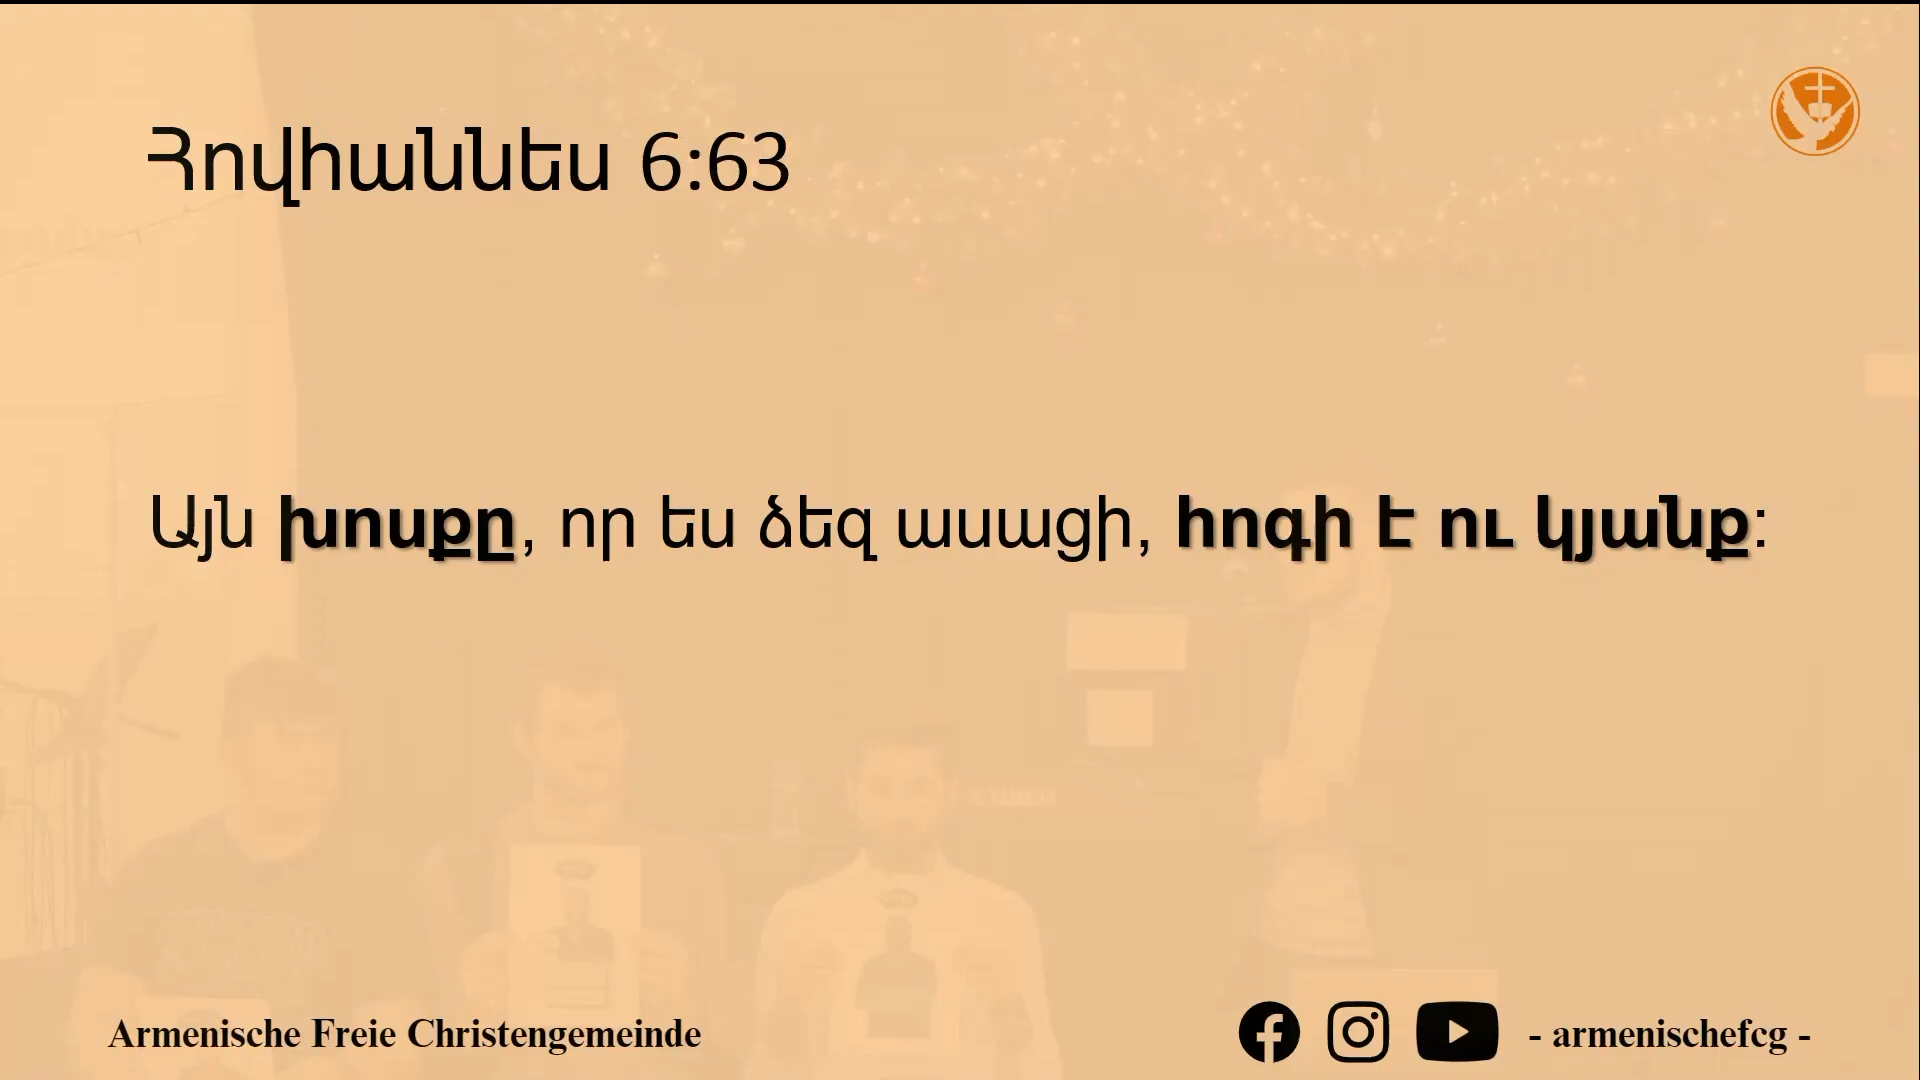 Հովհաննես 6:63
Այն խոսքը, որ ես ձեզ ասացի, հոգի է ու կյանք:
Armenische Freie Christengemeinde
- armenischefcg -